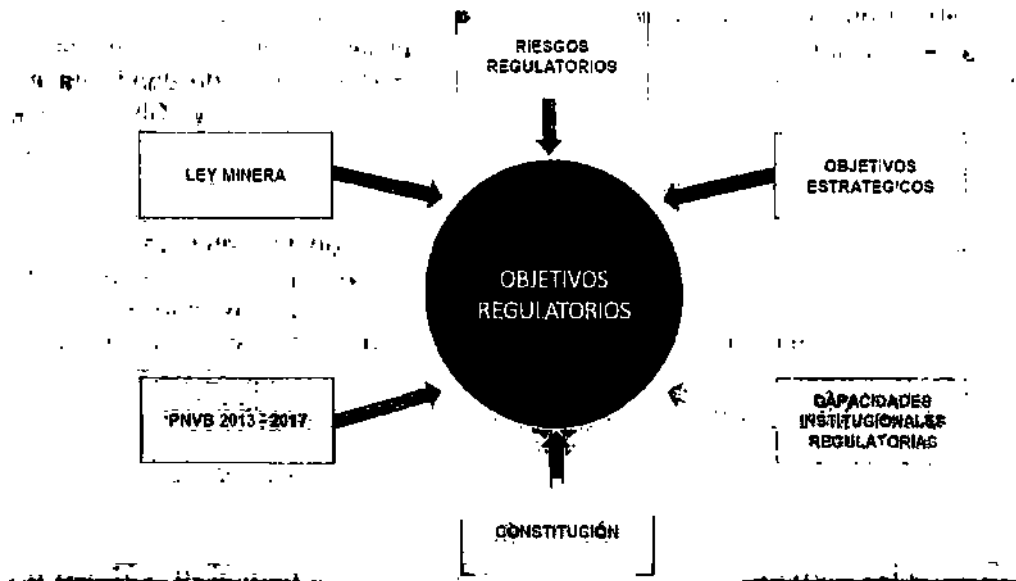 RIESGOS
REGULATORIOS
LEY MINERA
OBJETIVOS
ESTRATEGICOS
OBJETIVOS
REGULATORIOS
PNVB 2013 - 2017
CAPACIDADES
INSTITUCIONALES
REGULATORIAS
CONSTITUCIÓN